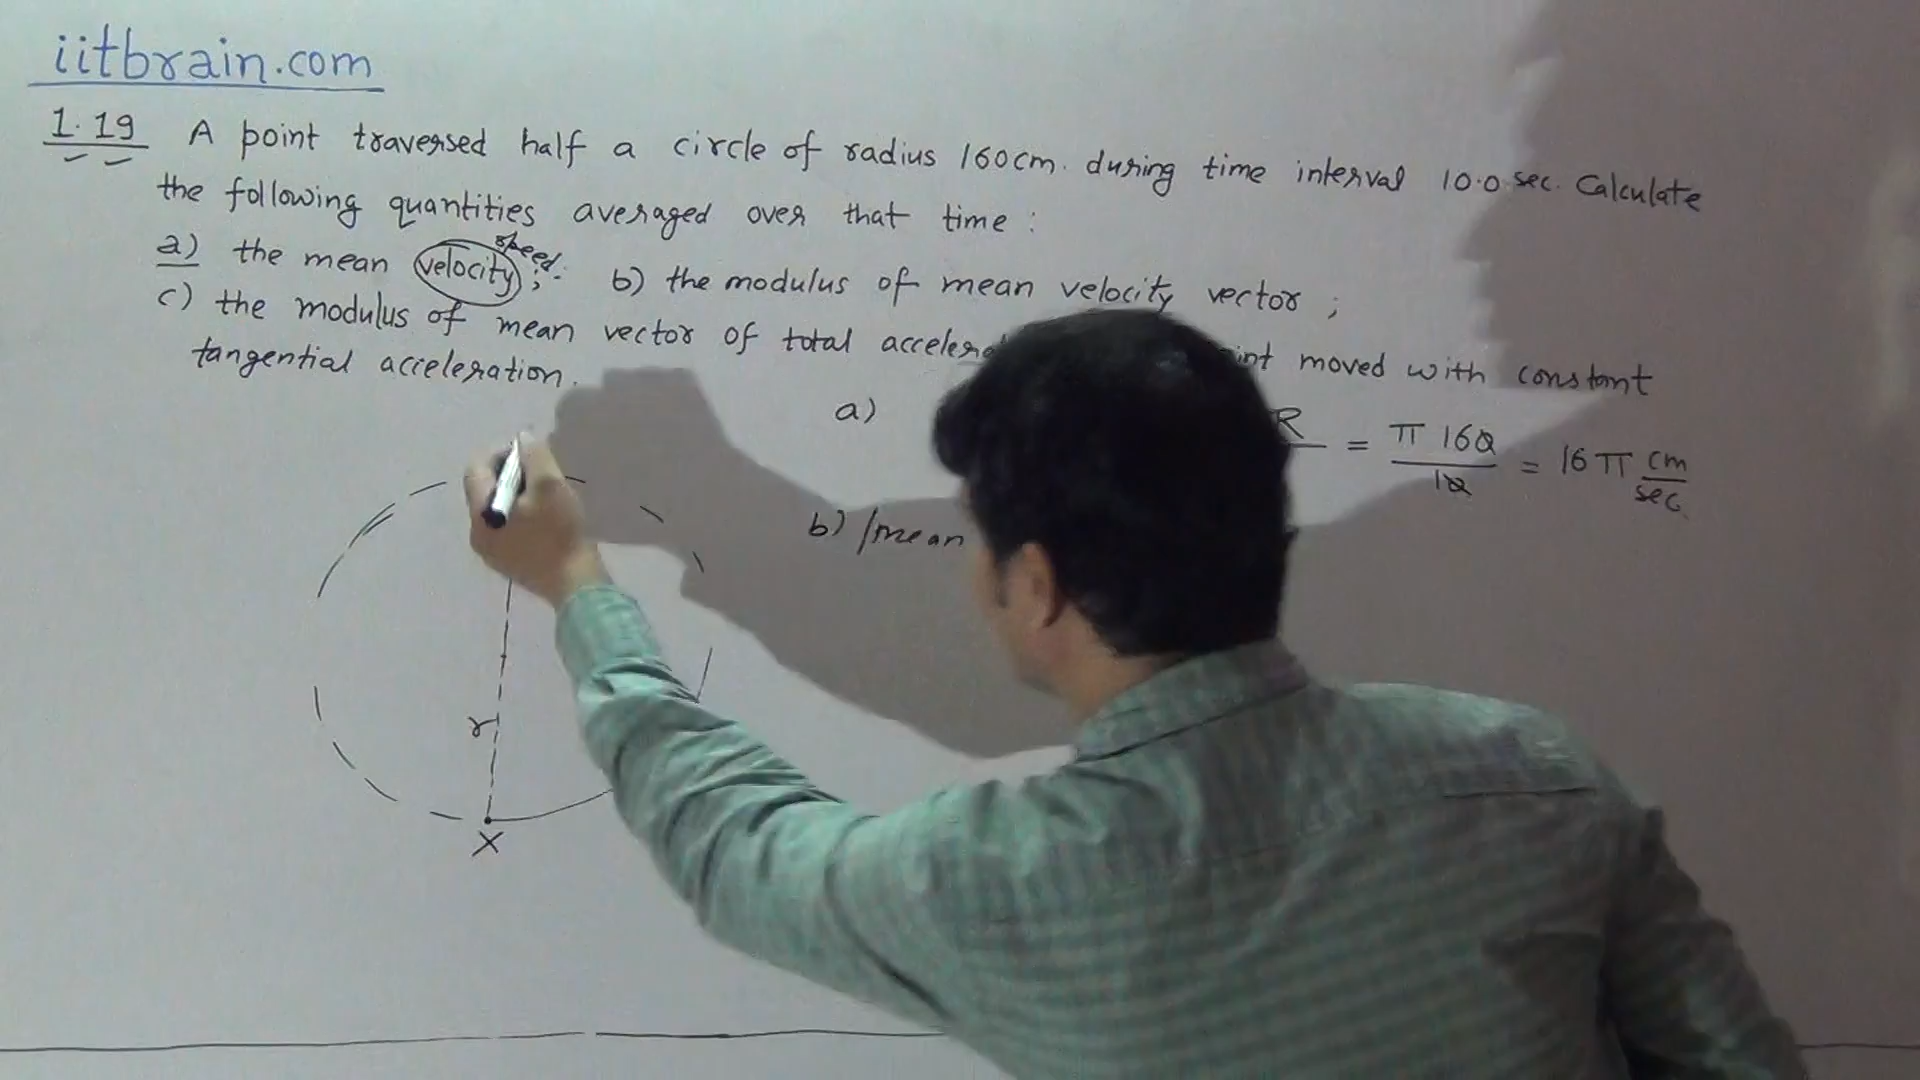 iitbrain.com
1.19 A point traversed half a circle of radius 160cm. during time interval 10.0 sec. Calculate
the following quantities averaged over that time :
speed.
a) the mean velocity ; b) the modulus of mean velocity vector ;
c) the modulus of mean vector of total int moved with constant
tangential acceleration.
a) R = π 160 / 10 = 16 π cm/sec.
b) |mean
r
X